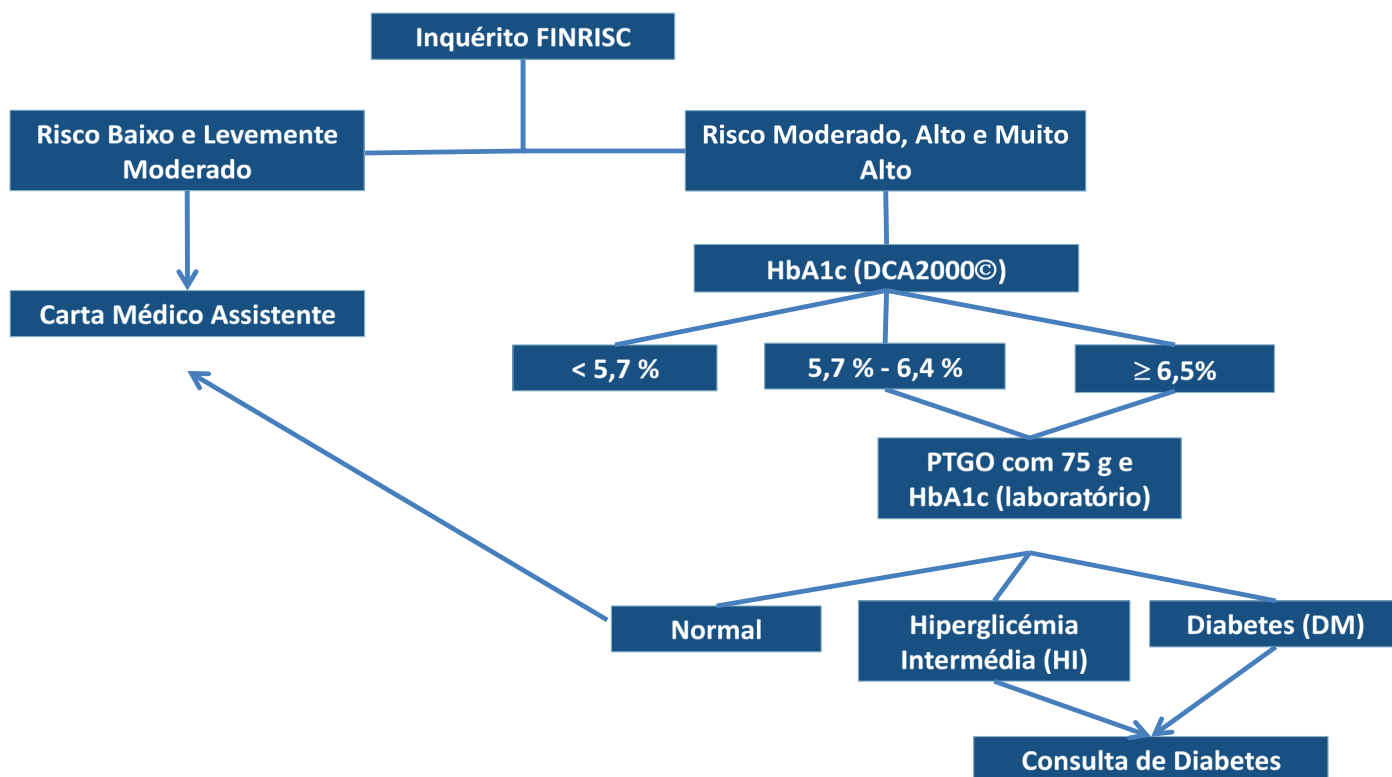 Inquérito FINRISC
Risco Baixo e Levemente
Moderado
Risco Moderado, Alto e Muito
Alto
HbA1c (DCA2000©)
Carta Médico Assistente
< 5,7 %
5,7 % - 6,4 %
≥ 6,5%
PTGO com 75 g e
HbA1c (laboratório)
Normal
Hiperglicémia
Intermédia (HI)
Diabetes (DM)
Consulta de Diabetes